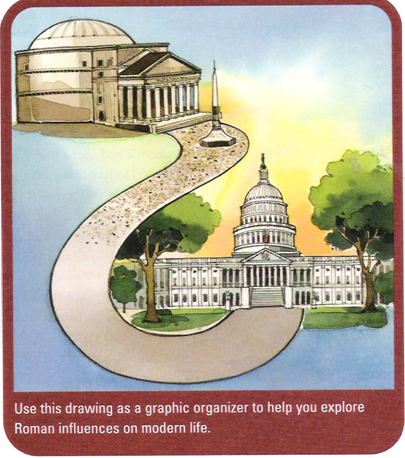 Use this drawing as a graphic organizer to help you explore
Roman influences on modern life.